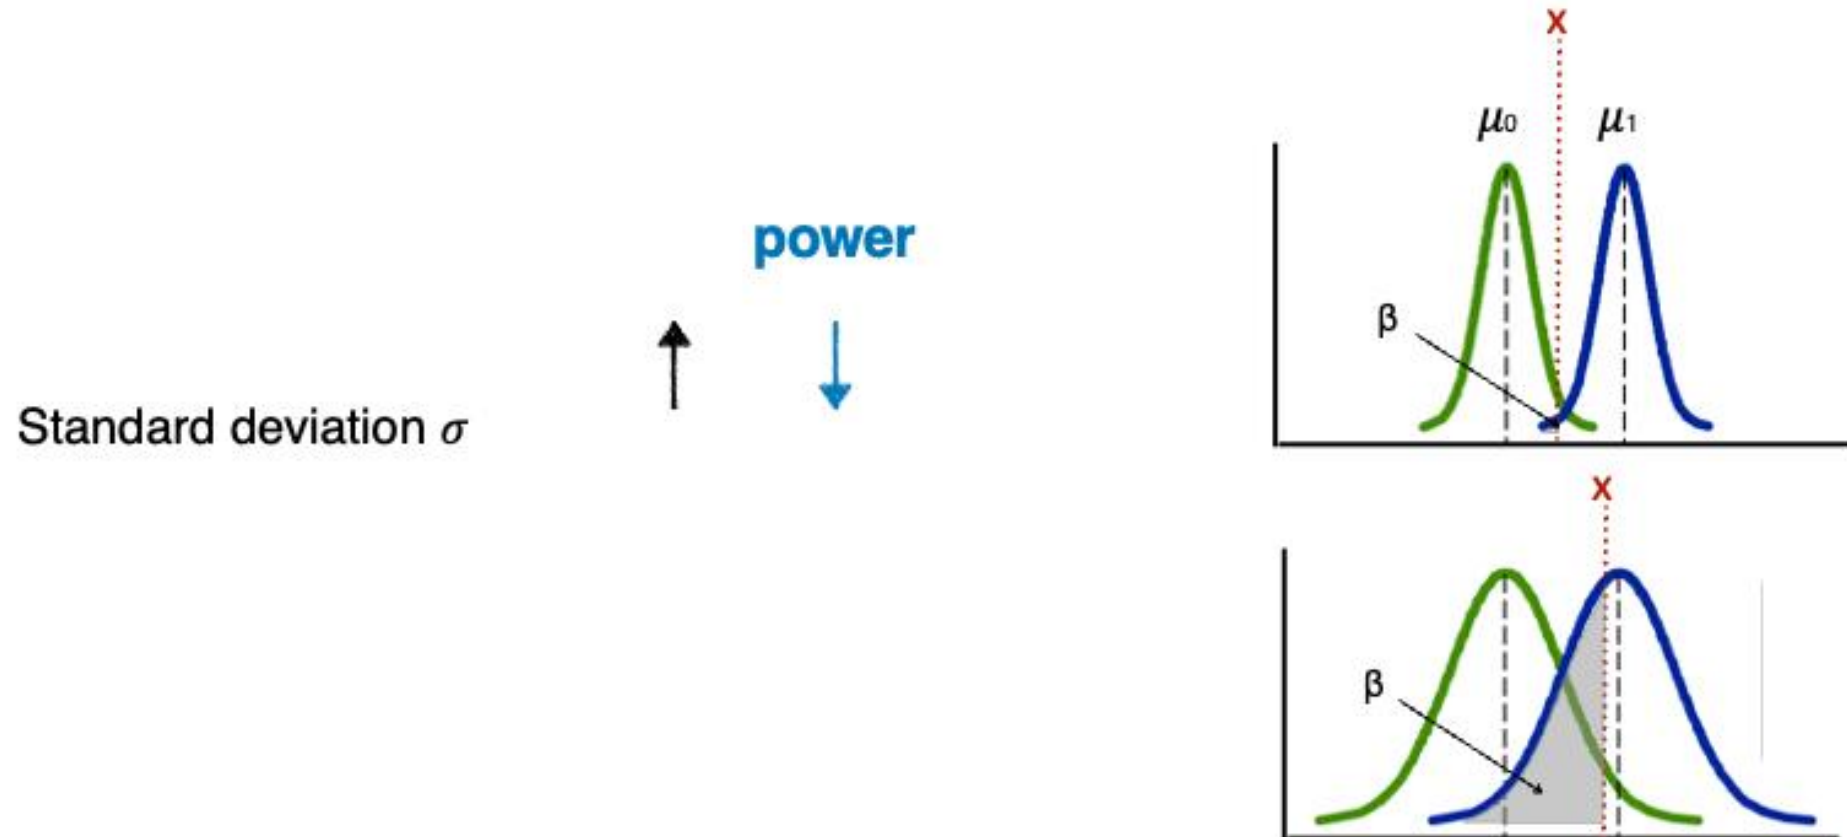 X
μ0 μ1
power
β
Standard deviation σ
X
β